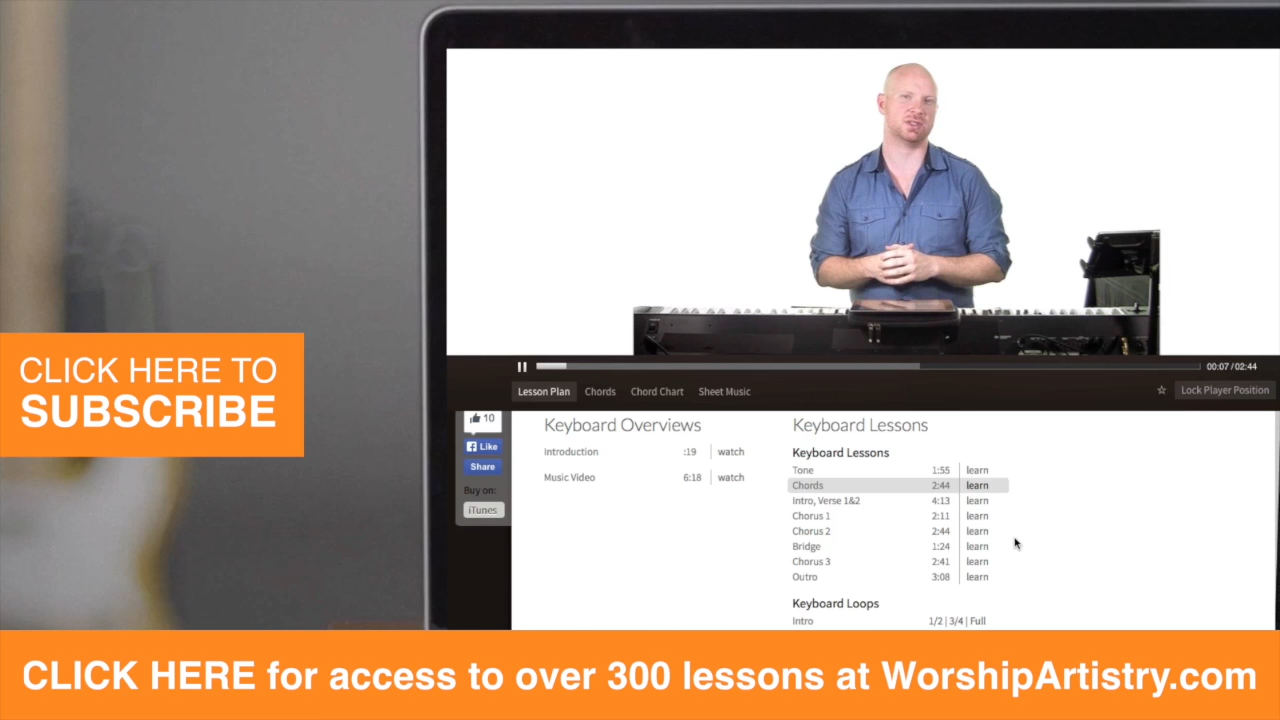 00:07 / 02:44
Lesson Plan Chords Chord Chart Sheet Music Lock Player Position
10
Like
Share
Buy on:
iTunes
Keyboard Overviews
Introduction :19 watch
Music Video 6:18 watch
Keyboard Lessons
Keyboard Lessons
Tone 1:55 learn
Chords 2:44 learn
Intro, Verse 1&2 4:13 learn
Chorus 1 2:11 learn
Chorus 2 2:44 learn
Bridge 1:24 learn
Chorus 3 2:41 learn
Outro 3:08 learn
Keyboard Loops
Intro 1/2 | 3/4 | Full
CLICK HERE TO
SUBSCRIBE
CLICK HERE for access to over 300 lessons at WorshipArtistry.com